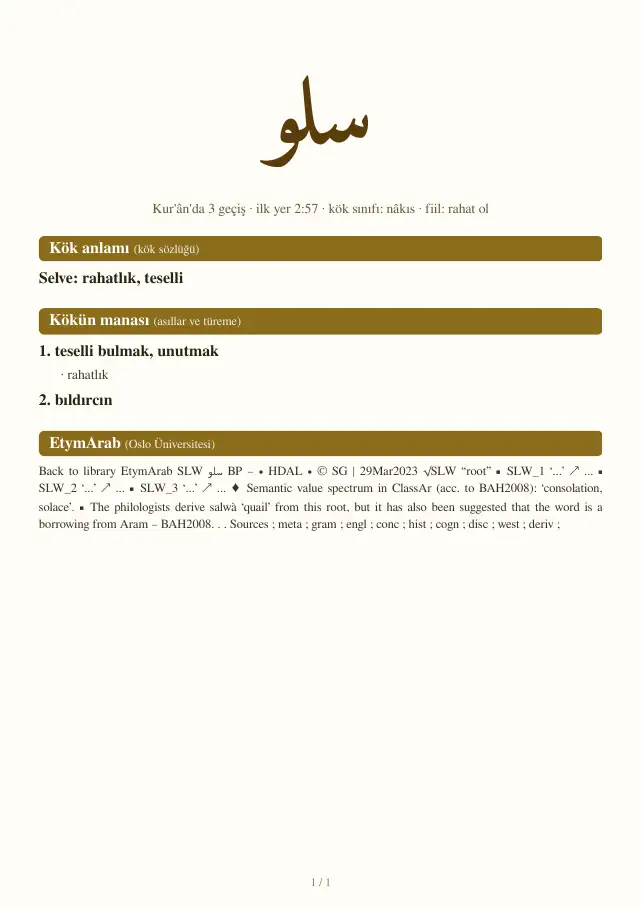 سلو
Kur'ân'da 3 geçiş · ilk yer 2:57 · kök sınıfı: nâkıs · fiil: rahat ol
Kök anlamı (kök sözlüğü)
Selve: rahatlık, teselli
Kökün manası (asıllar ve türeme)
1. teselli bulmak, unutmak
· rahatlık
2. bıldırcın
EtymArab (Oslo Üniversitesi)
Back to library EtymArab SLW سلو BP – • HDAL • © SG | 29Mar2023 √SLW “root” ▪ SLW_1 ‘...’ ↗ ... ▪
SLW_2 ‘...’ ↗ ... ▪ SLW_3 ‘...’ ↗ ... ♦ Semantic value spectrum in ClassAr (acc. to BAH2008): ‘consolation,
solace’. ▪ The philologists derive salwà ‘quail’ from this root, but it has also been suggested that the word is a
borrowing from Aram – BAH2008. . . Sources ; meta ; gram ; engl ; conc ; hist ; cogn ; disc ; west ; deriv ;
1 / 1